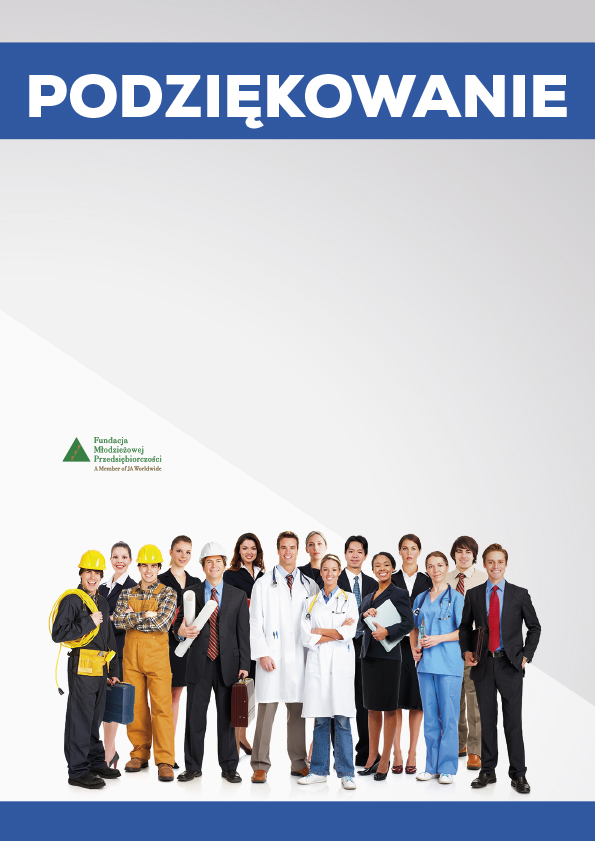 PODZIĘKOWANIE
Fundacja
Młodzieżowej
Przedsiębiorczości
A Member of JA Worldwide